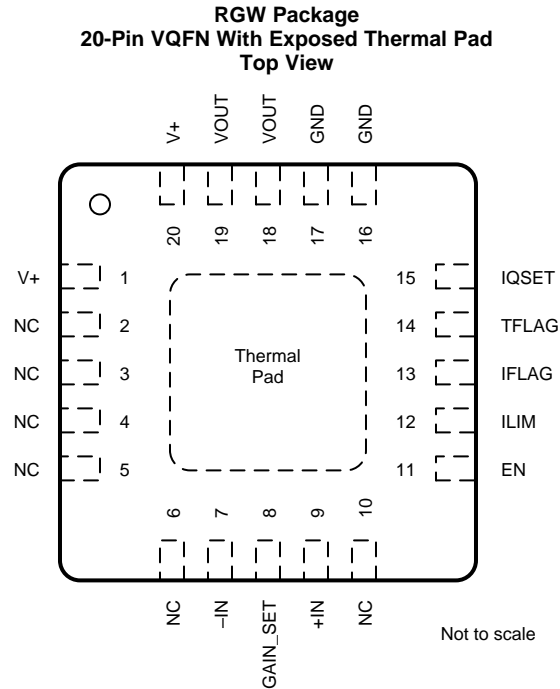 RGW Package
20-Pin VQFN With Exposed Thermal Pad
Top View
V+
VOUT
VOUT
GND
GND
20
19
18
17
16
V+ 1
15 IQSET
NC 2
14 TFLAG
NC 3
13 IFLAG
NC 4
12 ILIM
NC 5
11 EN
Thermal
Pad
6
7
8
9
10
NC
–IN
GAIN_SET
+IN
NC
Not to scale